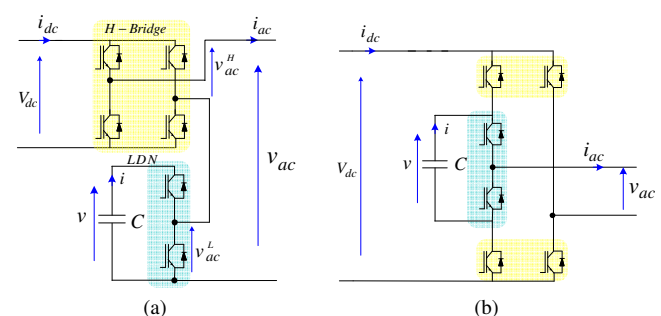 i_dc
H-Bridge
i_ac
v_ac^H
V_dc
LDN
i
v
C
v_ac^L
v_ac
(a)
i_dc
i
v
C
V_dc
i_ac
v_ac
(b)